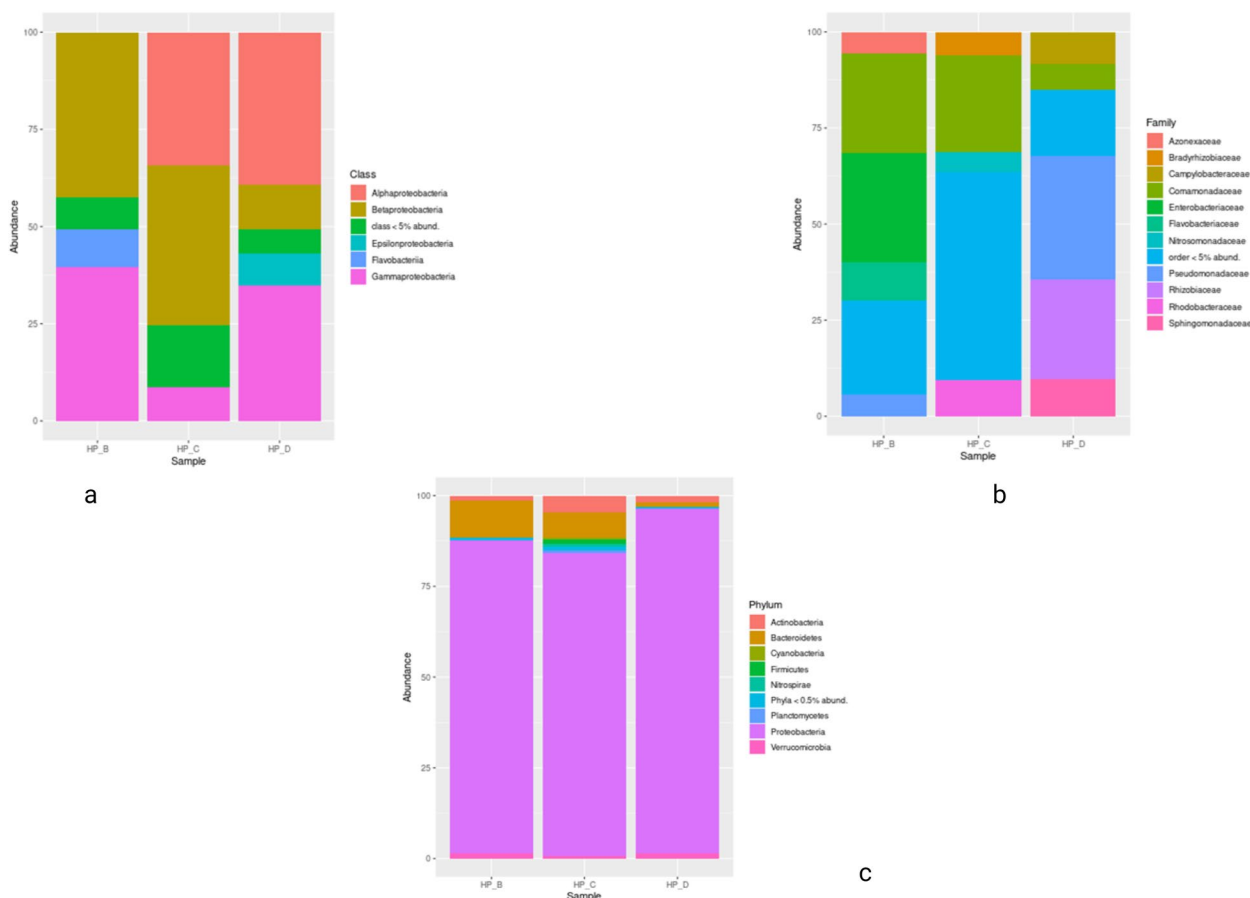 100
75
50
25
0
Abundance
HP_B
HP_C
HP_D
Sample
Class
Alphaproteobacteria
Betaproteobacteria
class < 5% abund.
Epsilonproteobacteria
Flavobacteriia
Gammaproteobacteria
a
100
75
50
25
0
Abundance
HP_B
HP_C
HP_D
Sample
Family
Azonexaceae
Bradyrhizobiaceae
Campylobacteraceae
Comamonadaceae
Enterobacteriaceae
Flavobacteriaceae
Nitrosomonadaceae
order < 5% abund.
Pseudomonadaceae
Rhizobiaceae
Rhodobacteraceae
Sphingomonadaceae
b
100
75
50
25
0
Abundance
HP_B
HP_C
HP_D
Sample
Phylum
Actinobacteria
Bacteroidetes
Cyanobacteria
Firmicutes
Nitrospirae
Phyla < 0.5% abund.
Planctomycetes
Proteobacteria
Verrucomicrobia
c